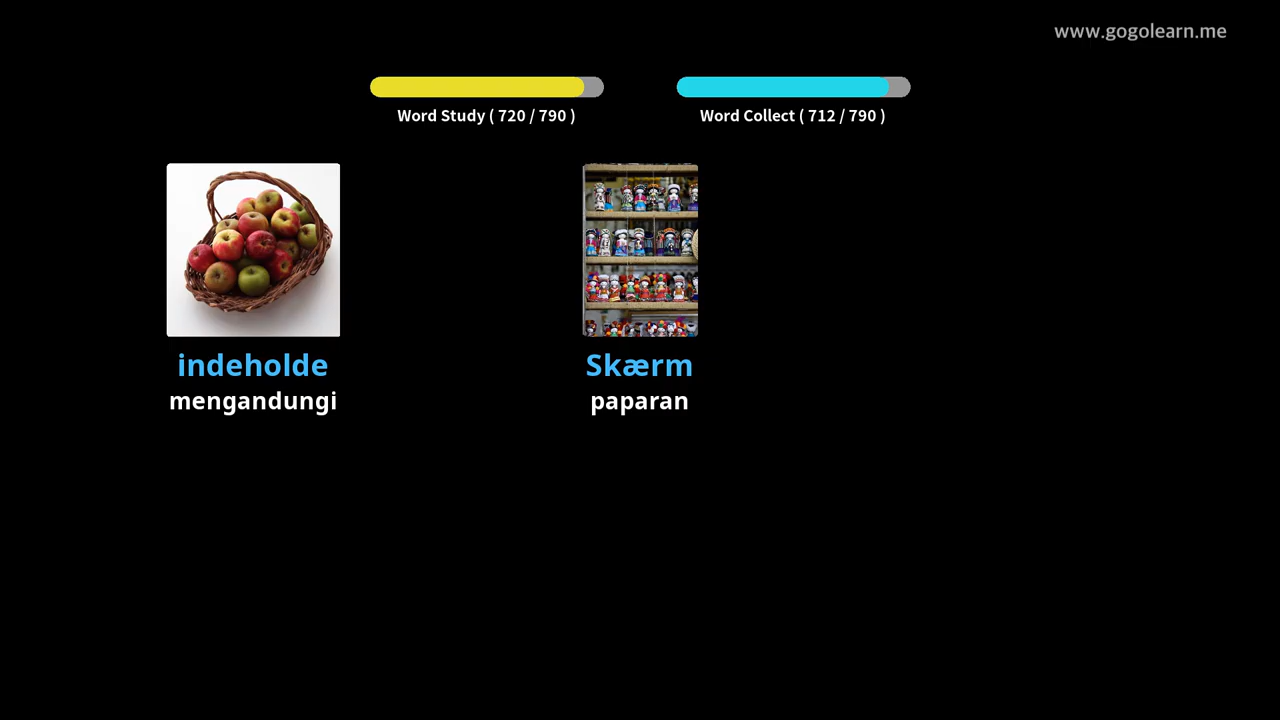 www.gogolearn.me
Word Study ( 720 / 790 )
Word Collect ( 712 / 790 )
indeholde
mengandungi
Skærm
paparan